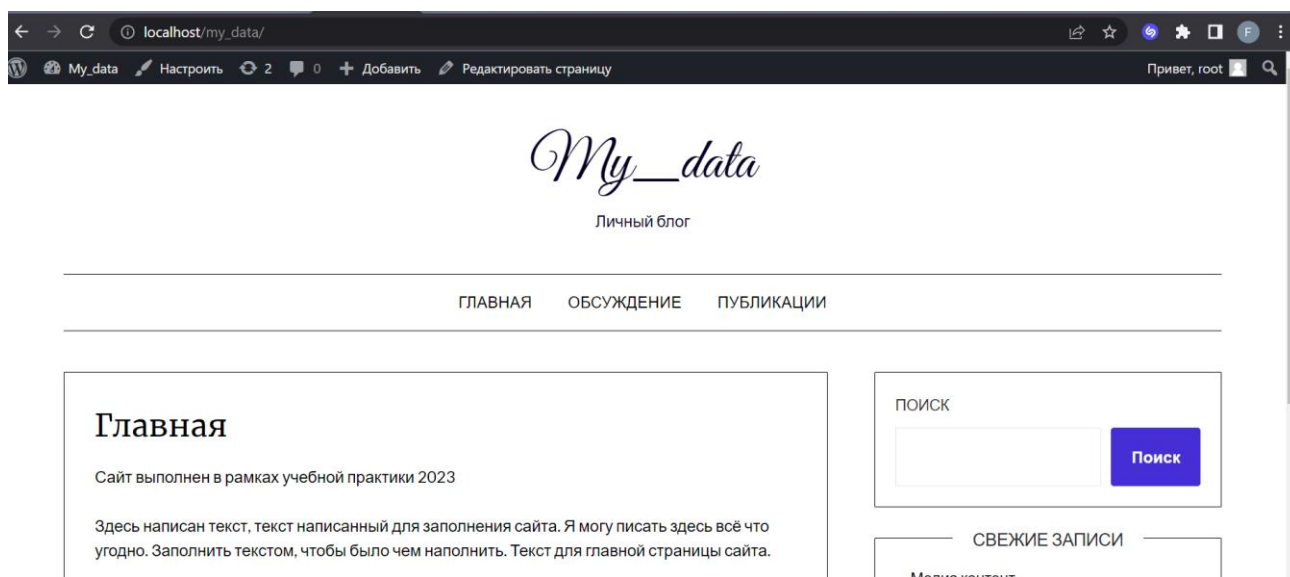 localhost/my_data/
F
My_data Настроить 2 0 Добавить Редактировать страницу Привет, root
My_data
Личный блог
ГЛАВНАЯ ОБСУЖДЕНИЕ ПУБЛИКАЦИИ
Главная
Сайт выполнен в рамках учебной практики 2023
Здесь написан текст, текст написанный для заполнения сайта. Я могу писать здесь всё что
угодно. Заполнить текстом, чтобы было чем наполнить. Текст для главной страницы сайта.
ПОИСК
Поиск
СВЕЖИЕ ЗАПИСИ